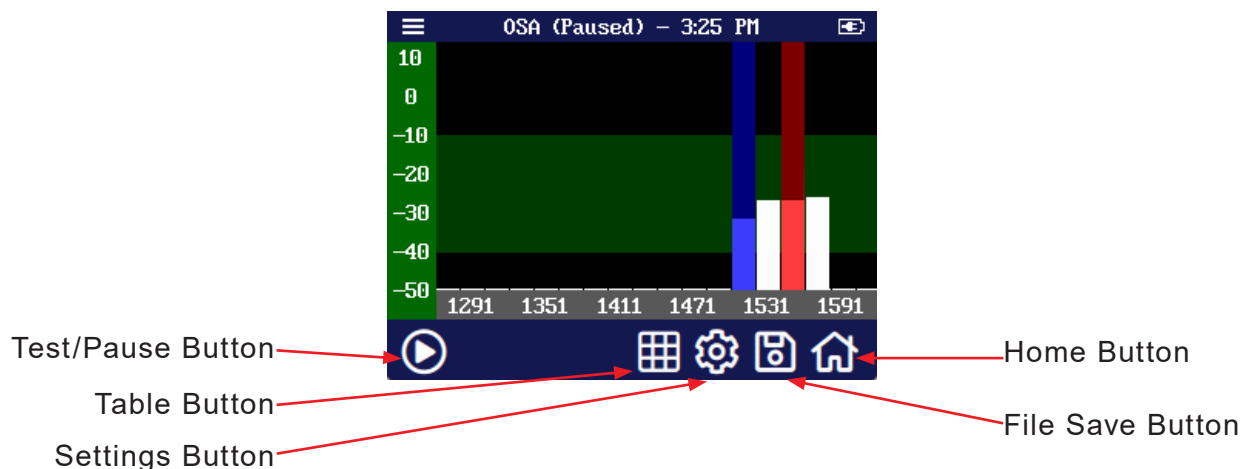 OSA (Paused) – 3:25 PM
10
0
–10
–20
–30
–40
–50
1291 1351 1411 1471 1531 1591
Test/Pause Button
Home Button
Table Button
File Save Button
Settings Button